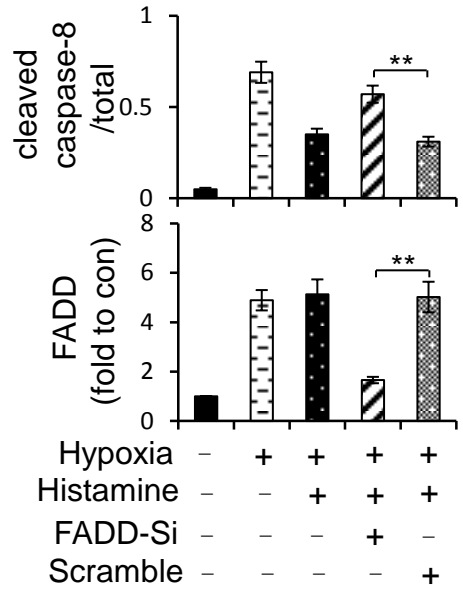 cleaved
caspase-8
/total
1
0.5
0
**
FADD
(fold to con)
8
6
4
2
0
**
Hypoxia – + + + +
Histamine – – + + +
FADD-Si – – – + –
Scramble – – – – +